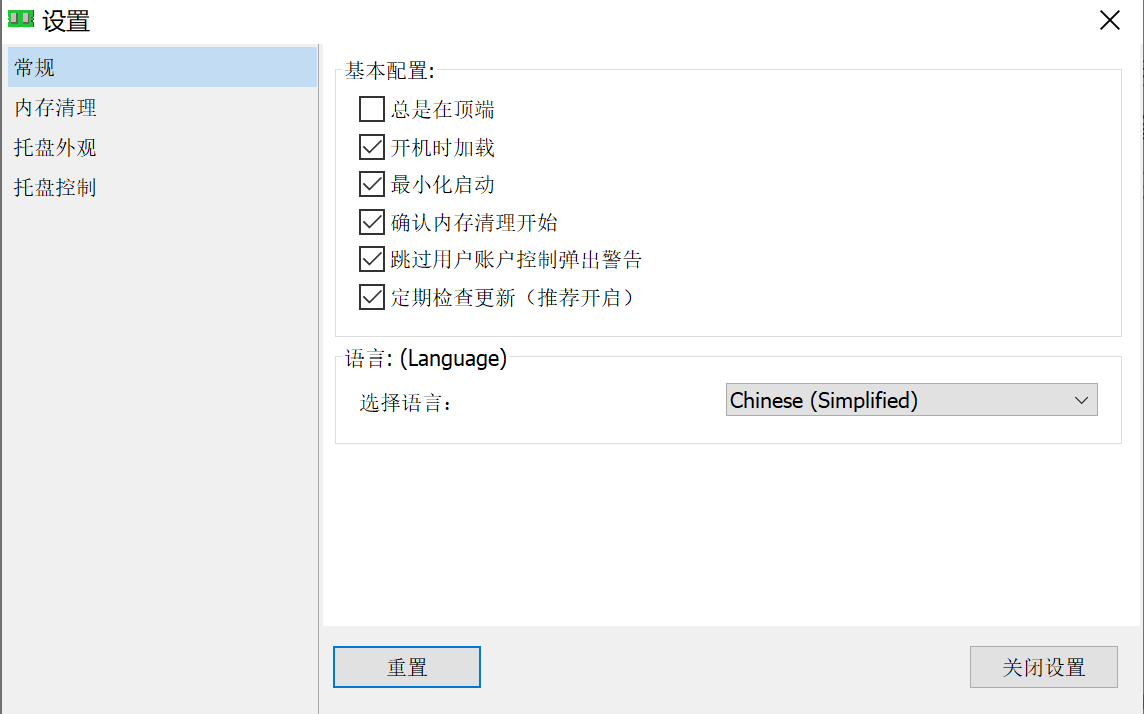 设置
常规
内存清理
托盘外观
托盘控制
基本配置:
总是在顶端
开机时加载
最小化启动
确认内存清理开始
跳过用户账户控制弹出警告
定期检查更新（推荐开启）
语言: (Language)
选择语言：
Chinese (Simplified)
重置
关闭设置